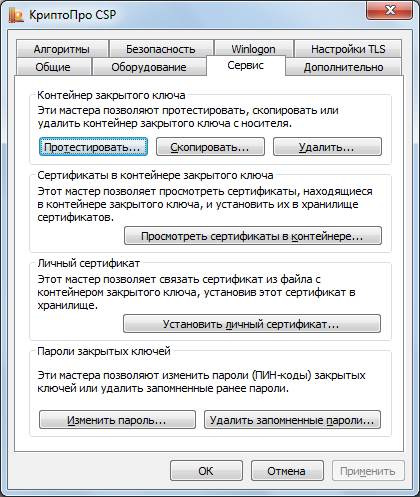 КриптоПро CSP
Алгоритмы Безопасность Winlogon Настройки TLS
Общие Оборудование Сервис Дополнительно
Контейнер закрытого ключа
Эти мастера позволяют протестировать, скопировать или
удалить контейнер закрытого ключа с носителя.
Протестировать... Скопировать... Удалить...
Сертификаты в контейнере закрытого ключа
Этот мастер позволяет просмотреть сертификаты, находящиеся
в контейнере закрытого ключа, и установить их в хранилище
сертификатов.
Просмотреть сертификаты в контейнере...
Личный сертификат
Этот мастер позволяет связать сертификат из файла с
контейнером закрытого ключа, установив этот сертификат в
хранилище.
Установить личный сертификат...
Пароли закрытых ключей
Эти мастера позволяют изменить пароли (ПИН-коды) закрытых
ключей или удалить запомненные ранее пароли.
Изменить пароль... Удалить запомненные пароли...
ОК Отмена Применить